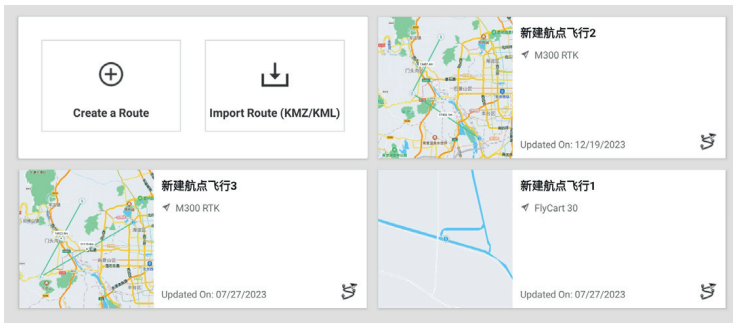 Create a Route
Import Route (KMZ/KML)
新建航点飞行2
M300 RTK
Updated On: 12/19/2023
新建航点飞行3
M300 RTK
Updated On: 07/27/2023
新建航点飞行1
FlyCart 30
Updated On: 07/27/2023